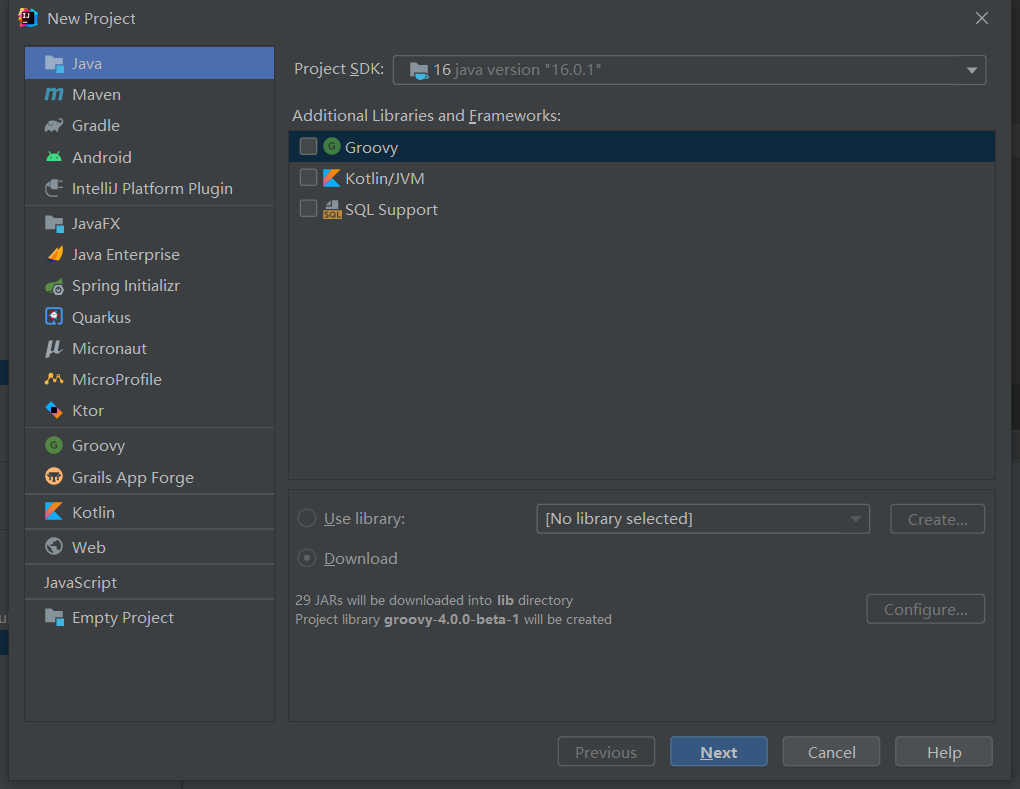 New Project
Java
Maven
Gradle
Android
IntelliJ Platform Plugin
JavaFX
Java Enterprise
Spring Initializr
Quarkus
Micronaut
MicroProfile
Ktor
Groovy
Grails App Forge
Kotlin
Web
JavaScript
Empty Project
Project SDK: 16 java version "16.0.1"
Additional Libraries and Frameworks:
Groovy
Kotlin/JVM
SQL Support
Use library: [No library selected] Create...
Download
29 JARs will be downloaded into lib directory
Project library groovy-4.0.0-beta-1 will be created
Configure...
Previous Next Cancel Help